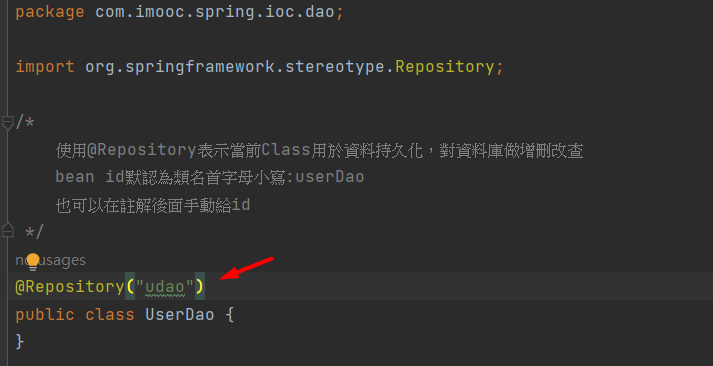 package com.imooc.spring.ioc.dao;
import org.springframework.stereotype.Repository;
/*
使用@Repository表示當前Class用於資料持久化，對資料庫做增刪改查
bean id默認為類名首字母小寫:userDao
也可以在註解後面手動給id
*/
no usages
@Repository("udao")
public class UserDao {
}